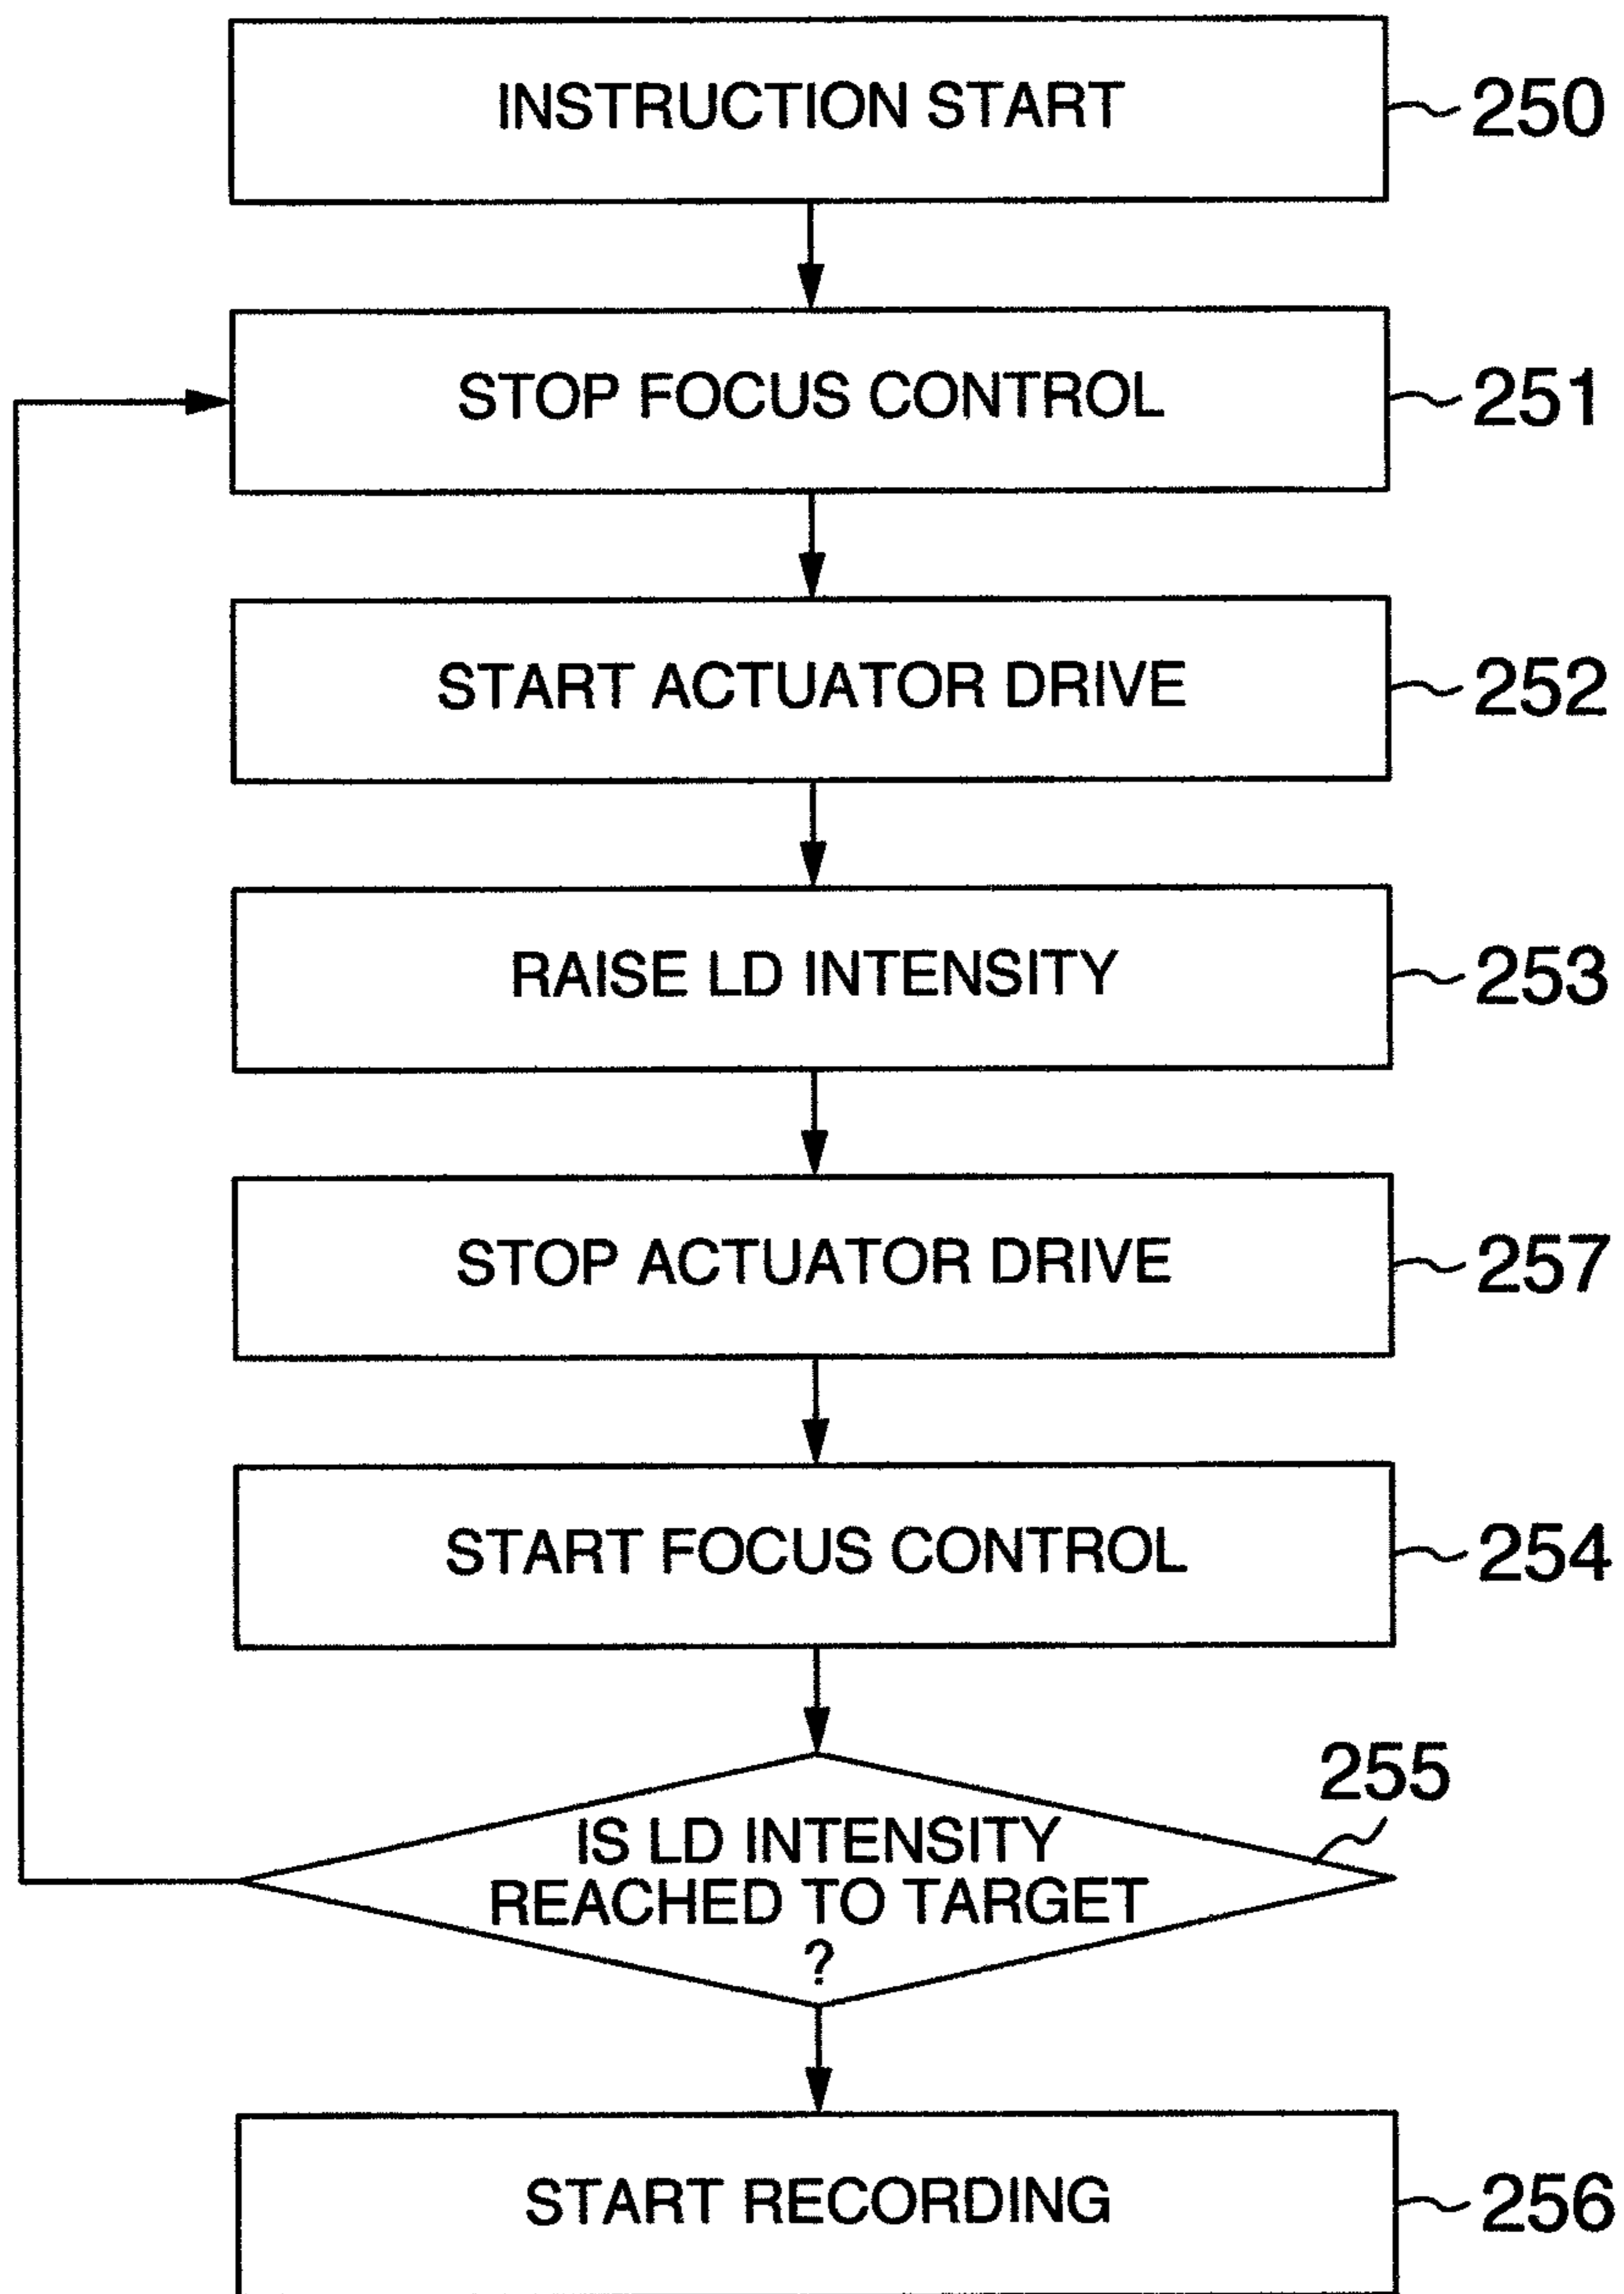 INSTRUCTION START
250
STOP FOCUS CONTROL
251
START ACTUATOR DRIVE
252
RAISE LD INTENSITY
253
STOP ACTUATOR DRIVE
257
START FOCUS CONTROL
254
255
IS LD INTENSITY
REACHED TO TARGET
?
START RECORDING
256